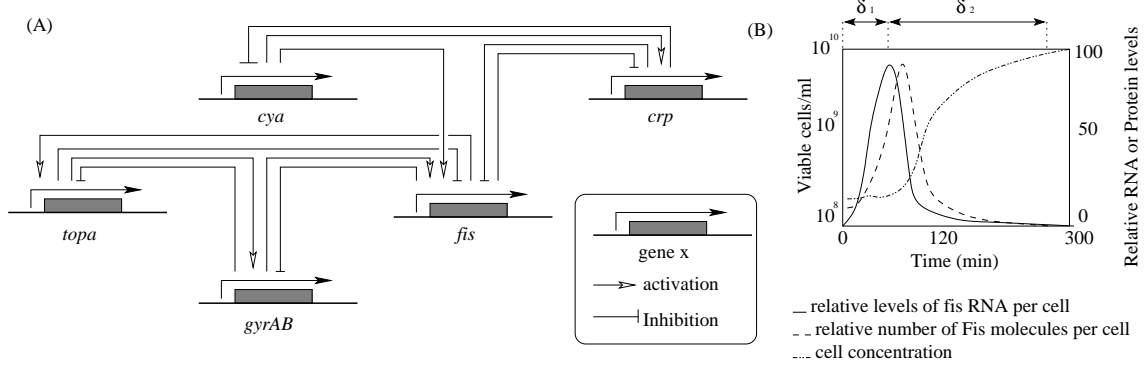 (A)
cya
crp
topa
fis
gyrAB
gene x
activation
Inhibition
(B)
δ 1
δ 2
10 10
10 9
10 8
Viable cells/ml
100
50
0
Relative RNA or Protein levels
0
120
300
Time (min)
relative levels of fis RNA per cell
relative number of Fis molecules per cell
cell concentration